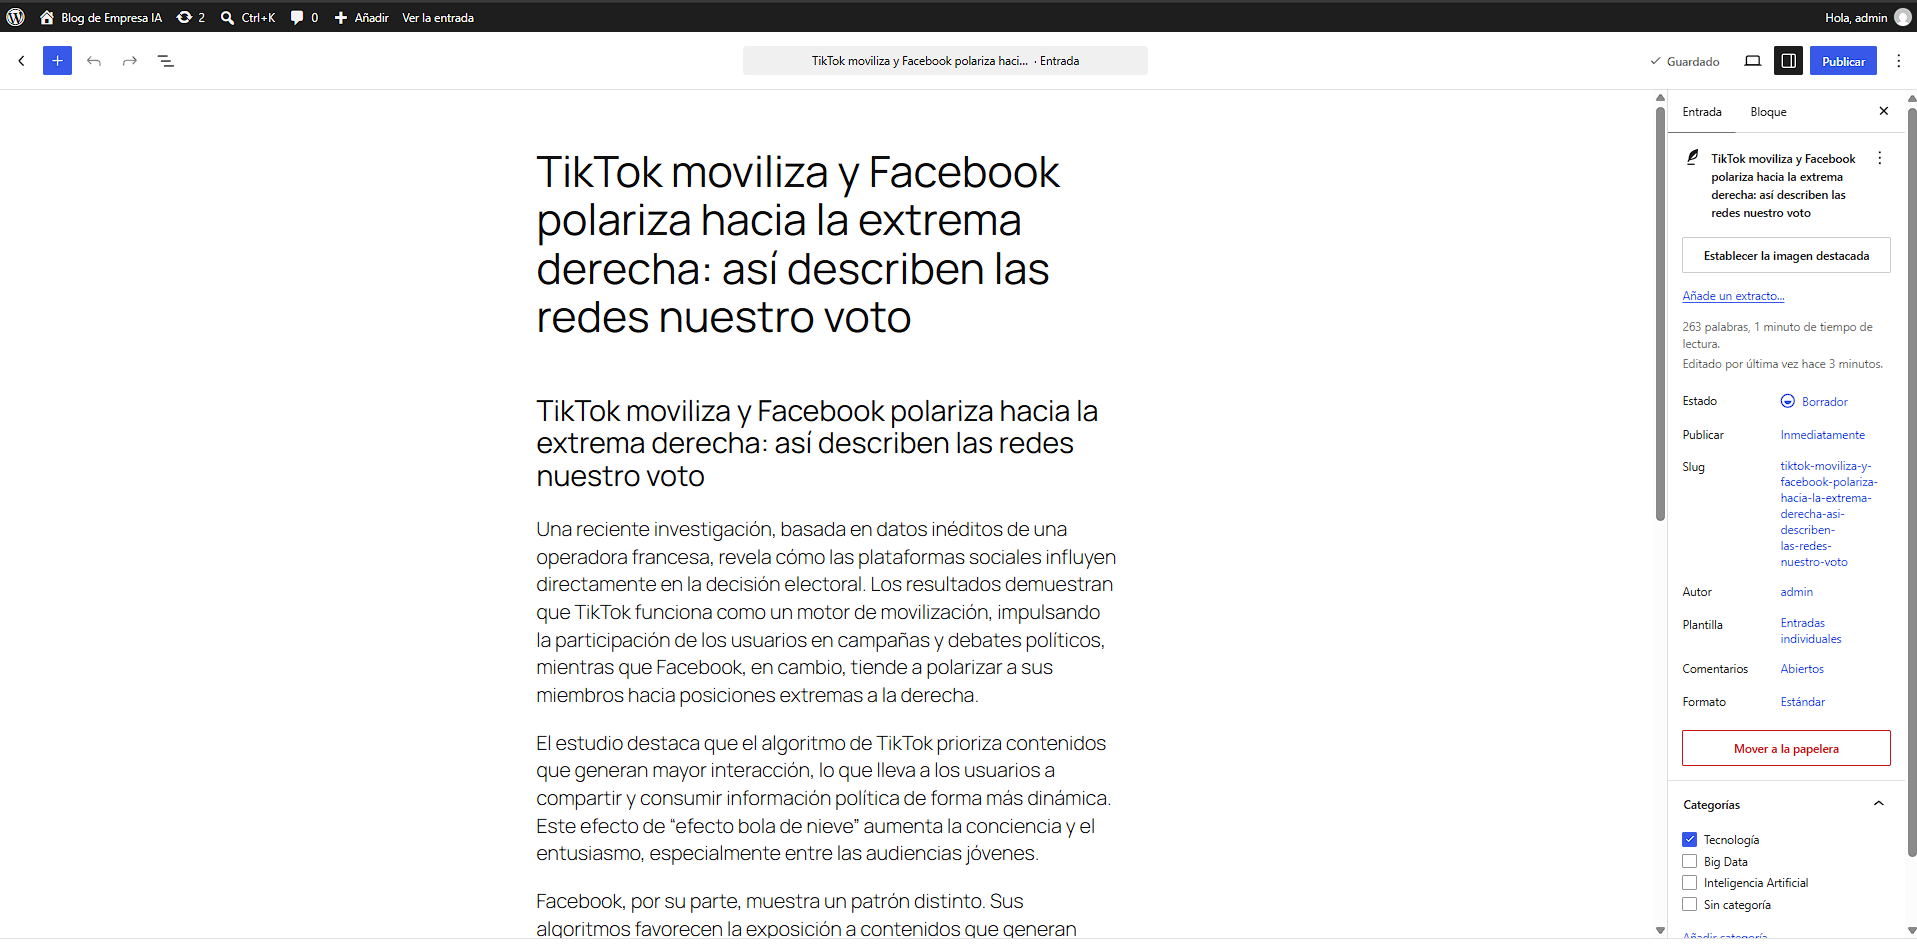 Blog de Empresa IA 2 Ctrl+K 0 Añadir Ver la entrada Hola, admin
TikTok moviliza y Facebook polariza haci... · Entrada
Guardado
Publicar
TikTok moviliza y Facebook
polariza hacia la extrema
derecha: así describen las
redes nuestro voto
TikTok moviliza y Facebook polariza hacia la
extrema derecha: así describen las redes
nuestro voto
Una reciente investigación, basada en datos inéditos de una
operadora francesa, revela cómo las plataformas sociales influyen
directamente en la decisión electoral. Los resultados demuestran
que TikTok funciona como un motor de movilización, impulsando
la participación de los usuarios en campañas y debates políticos,
mientras que Facebook, en cambio, tiende a polarizar a sus
miembros hacia posiciones extremas a la derecha.
El estudio destaca que el algoritmo de TikTok prioriza contenidos
que generan mayor interacción, lo que lleva a los usuarios a
compartir y consumir información política de forma más dinámica.
Este efecto de “efecto bola de nieve” aumenta la conciencia y el
entusiasmo, especialmente entre las audiencias jóvenes.
Facebook, por su parte, muestra un patrón distinto. Sus
algoritmos favorecen la exposición a contenidos que generan
Entrada Bloque
TikTok moviliza y Facebook
polariza hacia la extrema
derecha: así describen las
redes nuestro voto
Establecer la imagen destacada
Añade un extracto...
263 palabras, 1 minuto de tiempo de
lectura.
Editado por última vez hace 3 minutos.
Estado Borrador
Publicar Inmediatamente
Slug tiktok-moviliza-y-
facebook-polariza-
hacia-la-extrema-
derecha-asi-
describen-
las-redes-
nuestro-voto
Autor admin
Plantilla Entradas
individuales
Comentarios Abiertos
Formato Estándar
Mover a la papelera
Categorías
Tecnología
Big Data
Inteligencia Artificial
Sin categoría
Añadir categoría